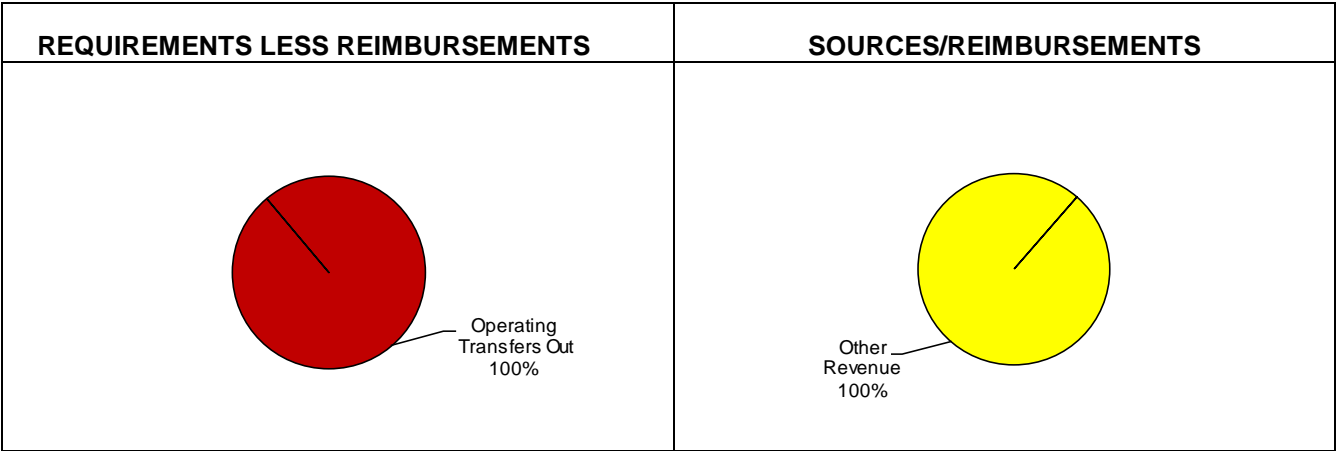 REQUIREMENTS LESS REIMBURSEMENTS
SOURCES/REIMBURSEMENTS
Operating
Transfers Out
100%
Other
Revenue
100%